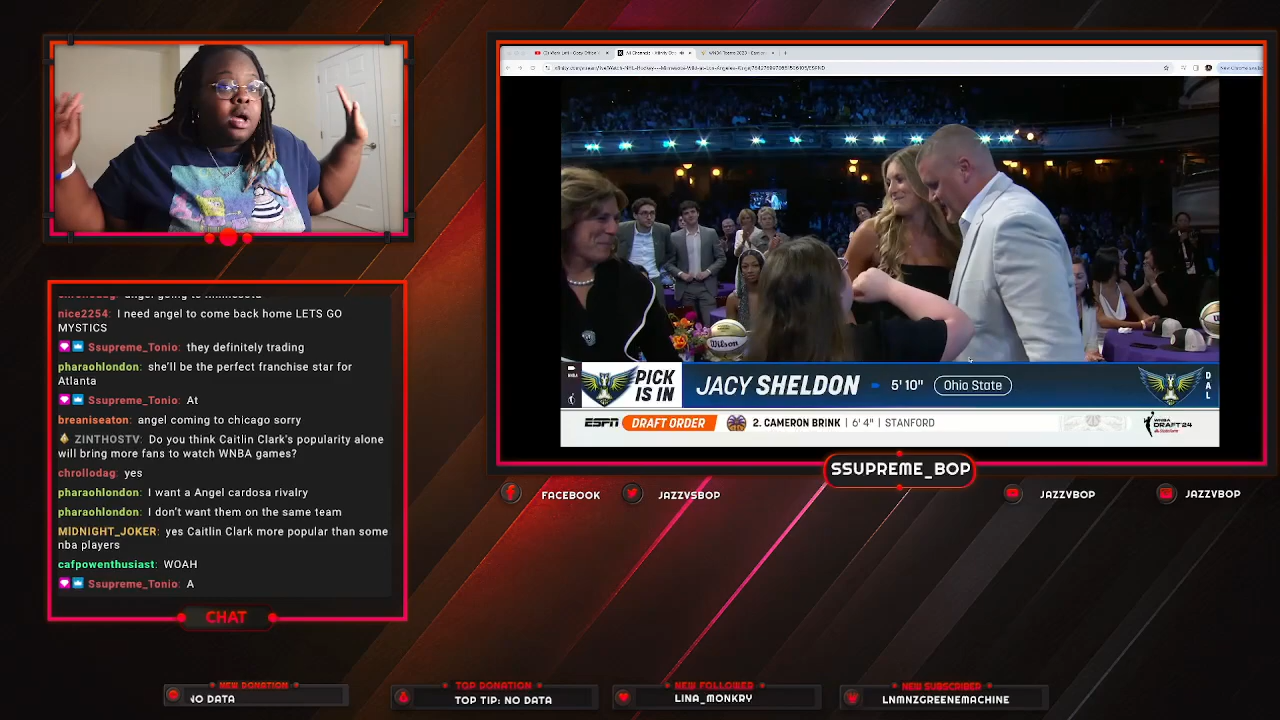 nice2254: I need angel to come back home LETS GO
MYSTICS
Ssupreme_Tonio: they definitely trading
pharaohlondon: she'll be the perfect franchise star for
Atlanta
Ssupreme_Tonio: At
breaniseaton: angel coming to chicago sorry
ZINTHOSTV: Do you think Caitlin Clark's popularity alone
will bring more fans to watch WNBA games?
chrollodag: yes
pharaohlondon: I want a Angel cardosa rivalry
pharaohlondon: I don't want them on the same team
MIDNIGHT_JOKER: yes Caitlin Clark more popular than some
nba players
cafpowenthusiast: WOAH
Ssupreme_Tonio: A
CHAT
Wilson
PICK
IS IN
JACY SHELDON
5' 10"
Ohio State
DAL
ESPN
DRAFT ORDER
2. CAMERON BRINK | 6' 4" | STANFORD
WNBA
DRAFT '24
SSUPREME_BOP
FACEBOOK
JAZZVSBOP
JAZZVBOP
JAZZVBOP
NEW DONATION
NO DATA
TOP DONATION
TOP TIP: NO DATA
NEW FOLLOWER
LINA_MONKRY
NEW SUBSCRIBER
LNMNZGREENEMACHINE